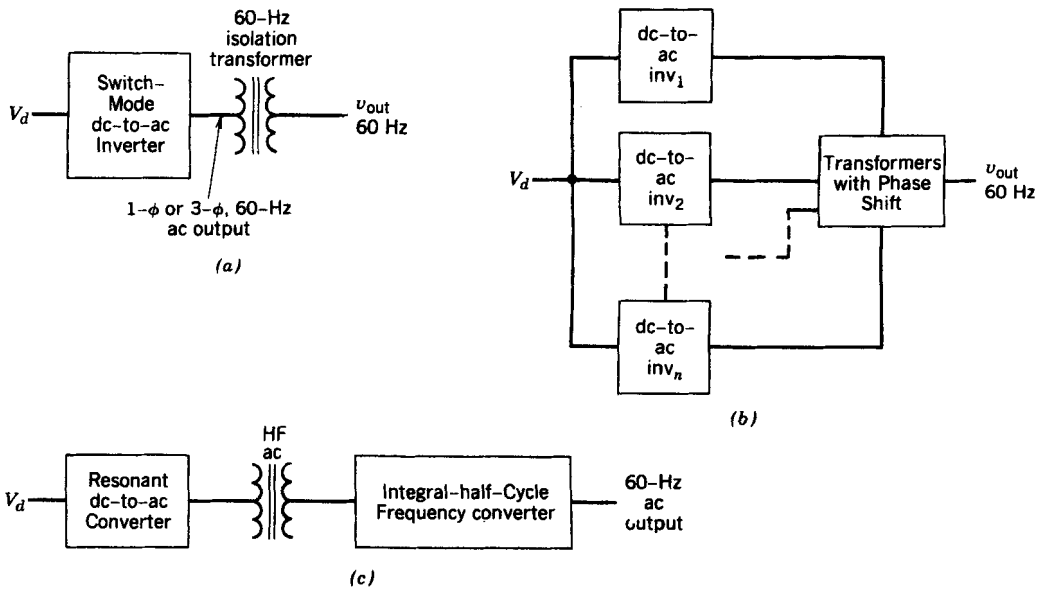 60-Hz
isolation
transformer
Switch-
Mode
dc-to-ac
Inverter
V_d
v_out
60 Hz
1-ϕ or 3-ϕ, 60-Hz
ac output
(a)
dc-to-
ac
inv_1
V_d
dc-to-
ac
inv_2
Transformers
with Phase
Shift
v_out
60 Hz
dc-to-
ac
inv_n
(b)
HF
ac
V_d
Resonant
dc-to-ac
Converter
Integral-half-Cycle
Frequency converter
60-Hz
ac
output
(c)